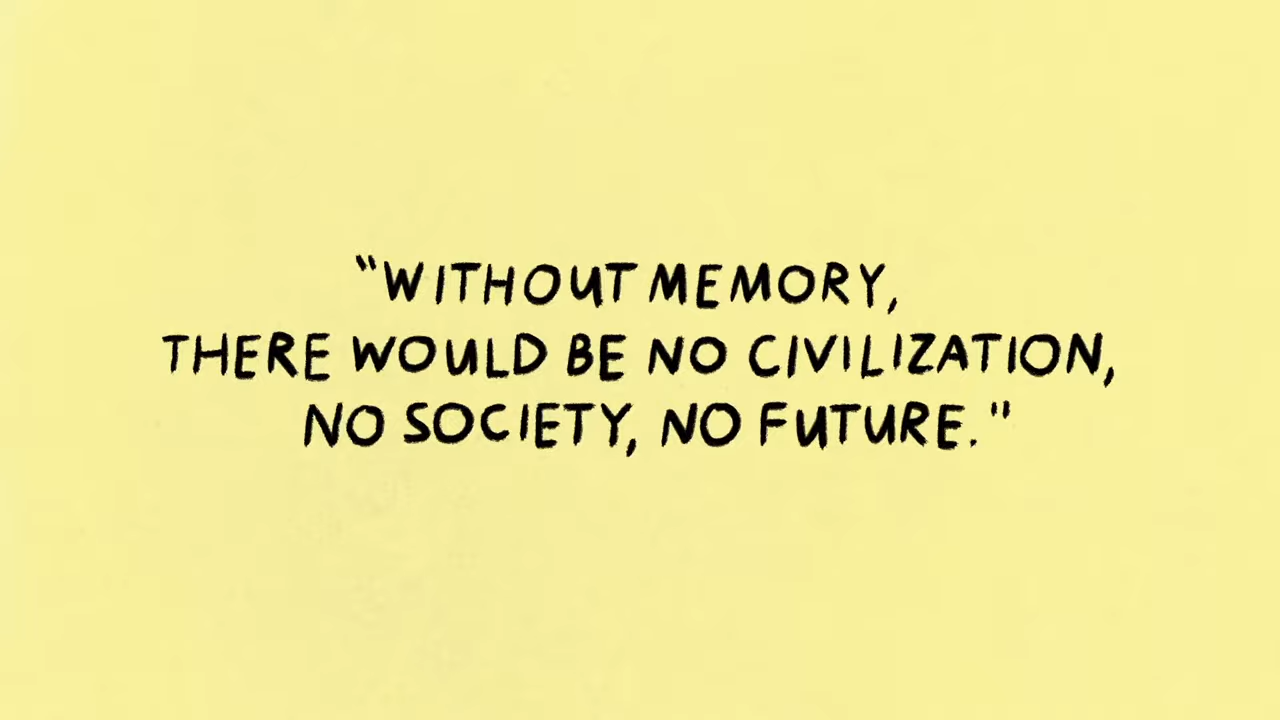 "WITHOUT MEMORY,
THERE WOULD BE NO CIVILIZATION,
NO SOCIETY, NO FUTURE."